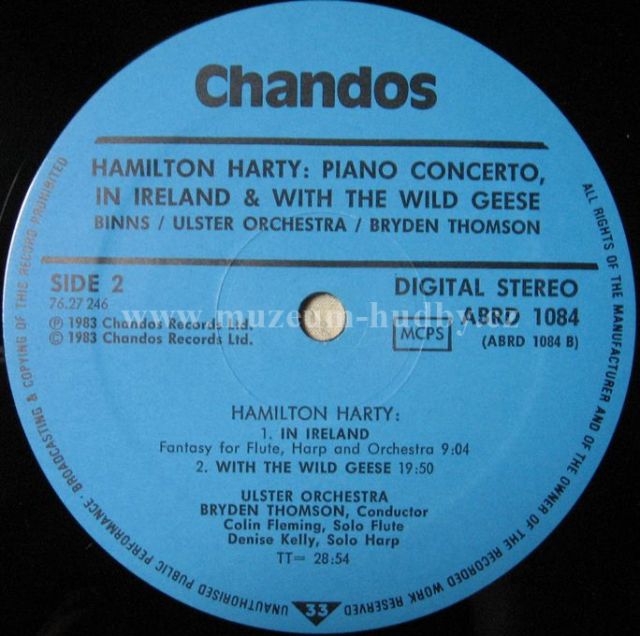 Chandos
HAMILTON HARTY: PIANO CONCERTO,
IN IRELAND & WITH THE WILD GEESE
BINNS / ULSTER ORCHESTRA / BRYDEN THOMSON
SIDE 2
76.27 246
℗ 1983 Chandos Records Ltd.
© 1983 Chandos Records Ltd.
DIGITAL STEREO
ABRD 1084
MCPS
(ABRD 1084 B)
www.muzeum-hudby.cz
HAMILTON HARTY:
1. IN IRELAND
Fantasy for Flute, Harp and Orchestra 9:04
2. WITH THE WILD GEESE 19:50
ULSTER ORCHESTRA
BRYDEN THOMSON, Conductor
Colin Fleming, Solo Flute
Denise Kelly, Solo Harp
TT= 28:54
33
ALL RIGHTS OF THE MANUFACTURER AND OF THE OWNER OF THE RECORDED WORK RESERVED
UNAUTHORISED PUBLIC PERFORMANCE · BROADCASTING & COPYING OF THIS RECORD PROHIBITED